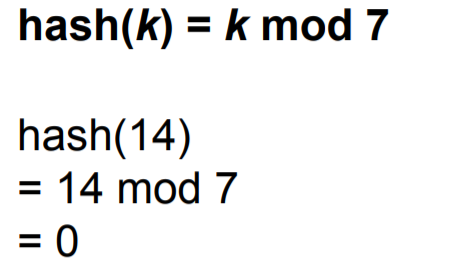 hash(k) = k mod 7
hash(14)
= 14 mod 7
= 0